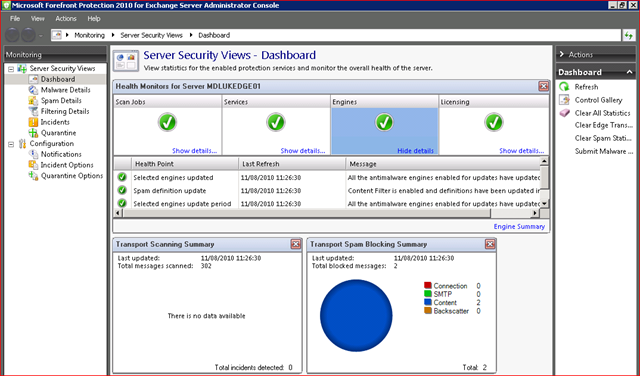 Microsoft Forefront Protection 2010 for Exchange Server Administrator Console
File View Actions Help
Monitoring Server Security Views Dashboard
Monitoring
Server Security Views
Dashboard
Malware Details
Spam Details
Filtering Details
Incidents
Quarantine
Configuration
Notifications
Incident Options
Quarantine Options
Server Security Views - Dashboard
View statistics for the enabled protection services and monitor the overall health of the server.
Health Monitors for Server MDLUKEDGE01
Scan Jobs Services Engines Licensing
Show details... Show details... Hide details Show details...
Health Point Last Refresh Message
Selected engines updated 11/08/2010 11:26:30 All the antimalware engines enabled for updates have updated
Spam definition update 11/08/2010 11:26:30 Content Filter is enabled and definitions have been updated in
Selected engines update period 11/08/2010 11:26:30 All the antimalware engines enabled for updates have updated
Engine Summary
Transport Scanning Summary
Last updated: 11/08/2010 11:26:30
Total messages scanned: 302
There is no data available
Total incidents detected: 0
Transport Spam Blocking Summary
Last updated: 11/08/2010 11:26:30
Total blocked messages: 2
Connection 0
SMTP 0
Content 2
Backscatter 0
Total: 2
Actions
Dashboard
Refresh
Control Gallery
Clear All Statistics
Clear Edge Trans...
Clear Spam Statis...
Submit Malware ...